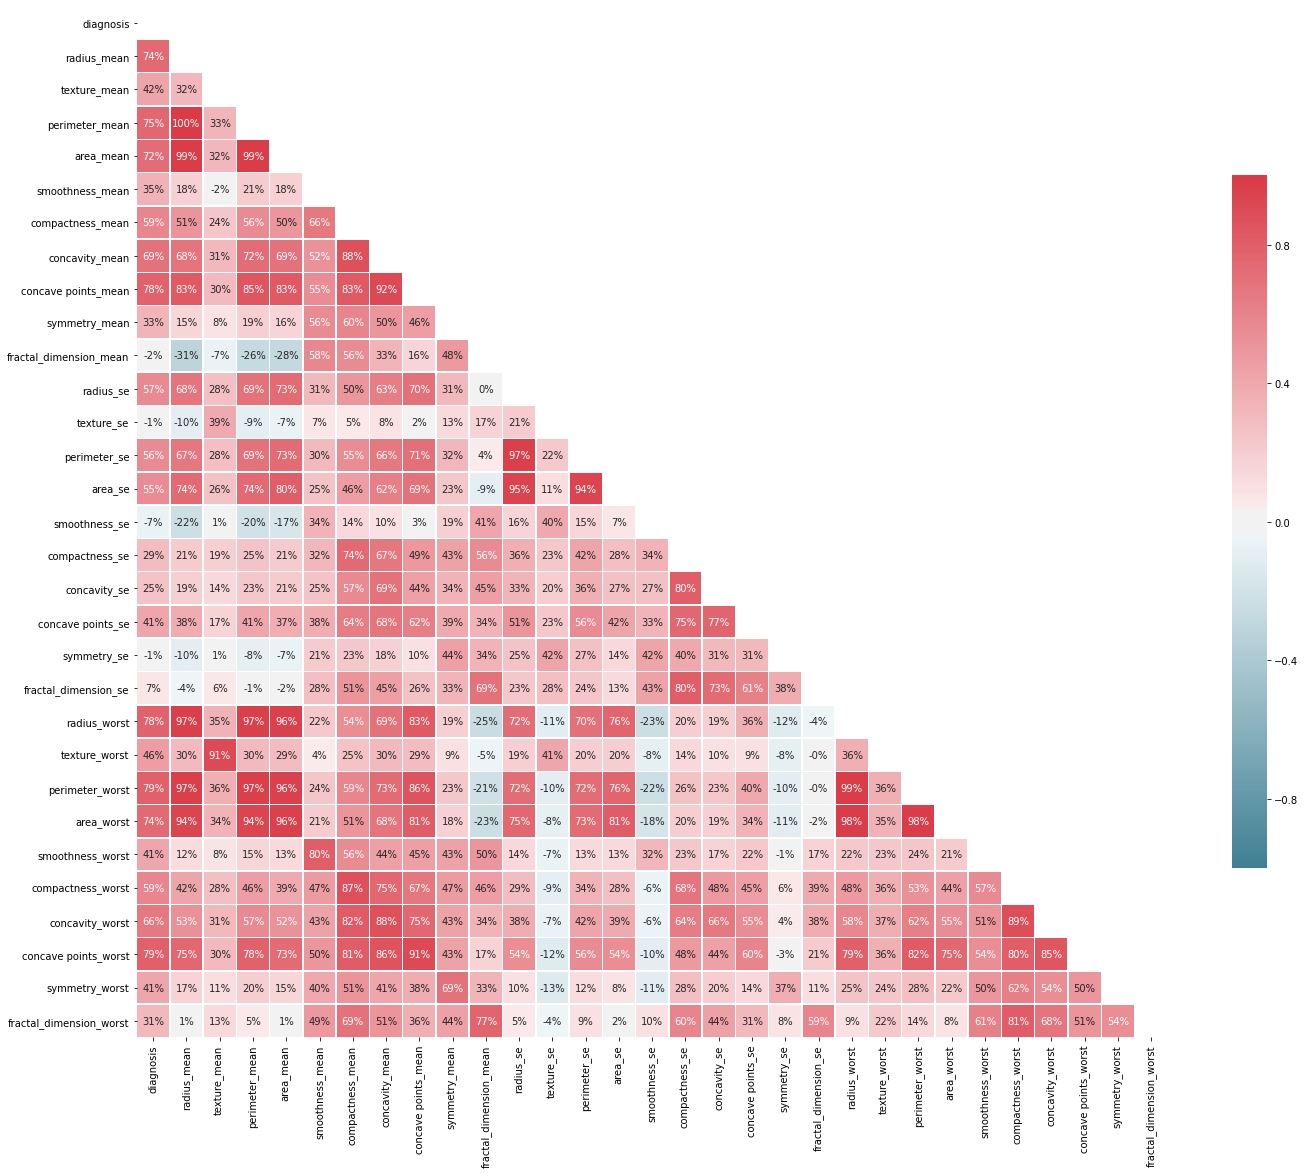 diagnosis
radius_mean 74%
texture_mean 42% 32%
perimeter_mean 75% 100% 33%
area_mean 72% 99% 32% 99%
smoothness_mean 35% 18% -2% 21% 18%
compactness_mean 59% 51% 24% 56% 50% 66%
concavity_mean 69% 68% 31% 72% 69% 52% 88%
concave points_mean 78% 83% 30% 85% 83% 55% 83% 92%
symmetry_mean 33% 15% 8% 19% 16% 56% 60% 50% 46%
fractal_dimension_mean -2% -31% -7% -26% -28% 58% 56% 33% 16% 48%
radius_se 57% 68% 28% 69% 73% 31% 50% 63% 70% 31% 0%
texture_se -1% -10% 39% -9% -7% 7% 5% 8% 2% 13% 17% 21%
perimeter_se 56% 67% 28% 69% 73% 30% 55% 66% 71% 32% 4% 97% 22%
area_se 55% 74% 26% 74% 80% 25% 46% 62% 69% 23% -9% 95% 11% 94%
smoothness_se -7% -22% 1% -20% -17% 34% 14% 10% 3% 19% 41% 16% 40% 15% 7%
compactness_se 29% 21% 19% 25% 21% 32% 74% 67% 49% 43% 56% 36% 23% 42% 28% 34%
concavity_se 25% 19% 14% 23% 21% 25% 57% 69% 44% 34% 45% 33% 20% 36% 27% 27% 80%
concave points_se 41% 38% 17% 41% 37% 38% 64% 68% 62% 39% 34% 51% 23% 56% 42% 33% 75% 77%
symmetry_se -1% -10% 1% -8% -7% 21% 23% 18% 10% 44% 34% 25% 42% 27% 14% 42% 40% 31% 31%
fractal_dimension_se 7% -4% 6% -1% -2% 28% 51% 45% 26% 33% 69% 23% 28% 24% 13% 43% 80% 73% 61% 38%
radius_worst 78% 97% 35% 97% 96% 22% 54% 69% 83% 19% -25% 72% -11% 70% 76% -23% 20% 19% 36% -12% -4%
texture_worst 46% 30% 91% 30% 29% 4% 25% 30% 29% 9% -5% 19% 41% 20% 20% -8% 14% 10% 9% -8% -0% 36%
perimeter_worst 79% 97% 36% 97% 96% 24% 59% 73% 86% 23% -21% 72% -10% 72% 76% -22% 26% 23% 40% -10% -0% 99% 36%
area_worst 74% 94% 34% 94% 96% 21% 51% 68% 81% 18% -23% 75% -8% 73% 81% -18% 20% 19% 34% -11% -2% 98% 35% 98%
smoothness_worst 41% 12% 8% 15% 13% 80% 56% 44% 45% 43% 50% 14% -7% 13% 13% 32% 23% 17% 22% -1% 17% 22% 23% 24% 21%
compactness_worst 59% 42% 28% 46% 39% 47% 87% 75% 67% 47% 46% 29% -9% 34% 28% -6% 68% 48% 45% 6% 39% 48% 36% 53% 44% 57%
concavity_worst 66% 53% 31% 57% 52% 43% 82% 88% 75% 43% 34% 38% -7% 42% 39% -6% 64% 66% 55% 4% 38% 58% 37% 62% 55% 51% 89%
concave points_worst 79% 75% 30% 78% 73% 50% 81% 86% 91% 43% 17% 54% -12% 56% 54% -10% 48% 44% 60% -3% 21% 79% 36% 82% 75% 54% 80% 85%
symmetry_worst 41% 17% 11% 20% 15% 40% 51% 41% 38% 69% 33% 10% -13% 12% 8% -11% 28% 20% 14% 37% 11% 25% 24% 28% 22% 50% 62% 54% 50%
fractal_dimension_worst 31% 1% 13% 5% 1% 49% 69% 51% 36% 44% 77% 5% -4% 9% 2% 10% 60% 44% 31% 8% 59% 9% 22% 14% 8% 61% 81% 68% 51% 54%
diagnosis
radius_mean
texture_mean
perimeter_mean
area_mean
smoothness_mean
compactness_mean
concavity_mean
concave points_mean
symmetry_mean
fractal_dimension_mean
radius_se
texture_se
perimeter_se
area_se
smoothness_se
compactness_se
concavity_se
concave points_se
symmetry_se
fractal_dimension_se
radius_worst
texture_worst
perimeter_worst
area_worst
smoothness_worst
compactness_worst
concavity_worst
concave points_worst
symmetry_worst
fractal_dimension_worst
0.8
0.4
0.0
−0.4
−0.8